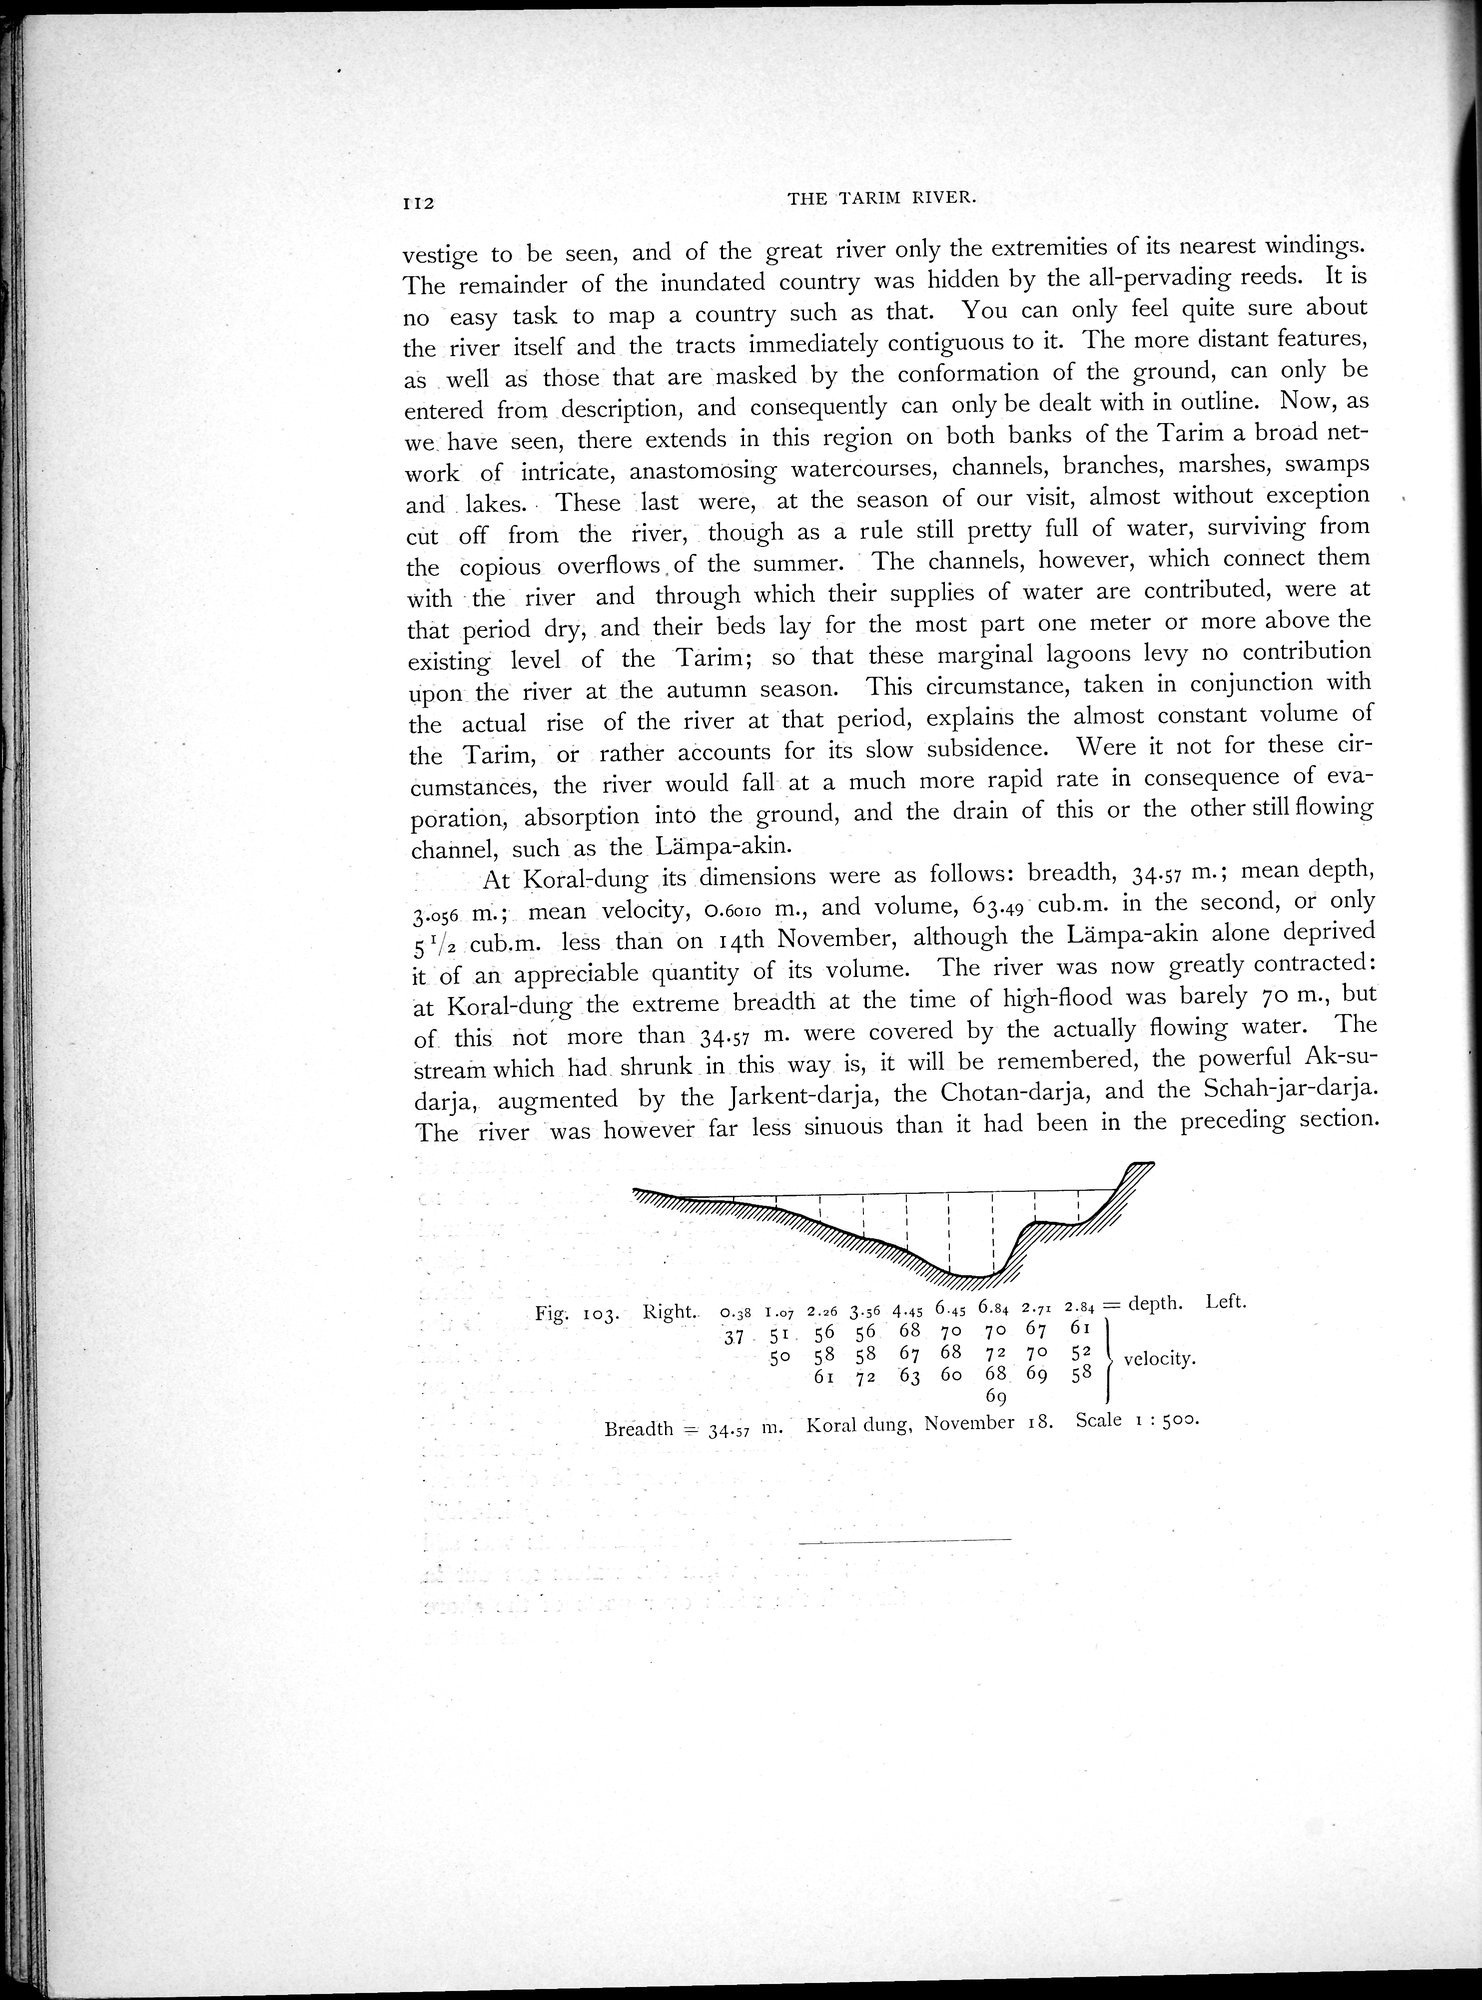 112
THE TARIM RIVER.
vestige to be seen, and of the great river only the extremities of its nearest windings.
The remainder of the inundated country was hidden by the all-pervading reeds. It is
no easy task to map a country such as that. You can only feel quite sure about
the river itself and the tracts immediately contiguous to it. The more distant features,
as well as those that are masked by the conformation of the ground, can only be
entered from description, and consequently can only be dealt with in outline. Now, as
we have seen, there extends in this region on both banks of the Tarim a broad net-
work of intricate, anastomosing watercourses, channels, branches, marshes, swamps
and lakes. These last were, at the season of our visit, almost without exception
cut off from the river, though as a rule still pretty full of water, surviving from
the copious overflows of the summer. The channels, however, which connect them
with the river and through which their supplies of water are contributed, were at
that period dry, and their beds lay for the most part one meter or more above the
existing level of the Tarim; so that these marginal lagoons levy no contribution
upon the river at the autumn season. This circumstance, taken in conjunction with
the actual rise of the river at that period, explains the almost constant volume of
the Tarim, or rather accounts for its slow subsidence. Were it not for these cir-
cumstances, the river would fall at a much more rapid rate in consequence of eva-
poration, absorption into the ground, and the drain of this or the other still flowing
channel, such as the Lämpa-akin.
At Koral-dung its dimensions were as follows: breadth, 34.57 m.; mean depth,
3.056 m.; mean velocity, 0.6010 m., and volume, 63.49 cub.m. in the second, or only
5 1/2 cub.m. less than on 14th November, although the Lämpa-akin alone deprived
it of an appreciable quantity of its volume. The river was now greatly contracted:
at Koral-dung the extreme breadth at the time of high-flood was barely 70 m., but
of this not more than 34.57 m. were covered by the actually flowing water. The
stream which had shrunk in this way is, it will be remembered, the powerful Ak-su-
darja, augmented by the Jarkent-darja, the Chotan-darja, and the Schah-jar-darja.
The river was however far less sinuous than it had been in the preceding section.
Fig. 103. Right. 0.38 1.07 2.26 3.56 4.45 6.45 6.84 2.71 2.84 = depth. Left.
37 51 56 56 68 70 70 67 61
50 58 58 67 68 72 70 52 velocity.
61 72 63 60 68 69 58
69
Breadth = 34.57 m. Koral dung, November 18. Scale 1 : 500.